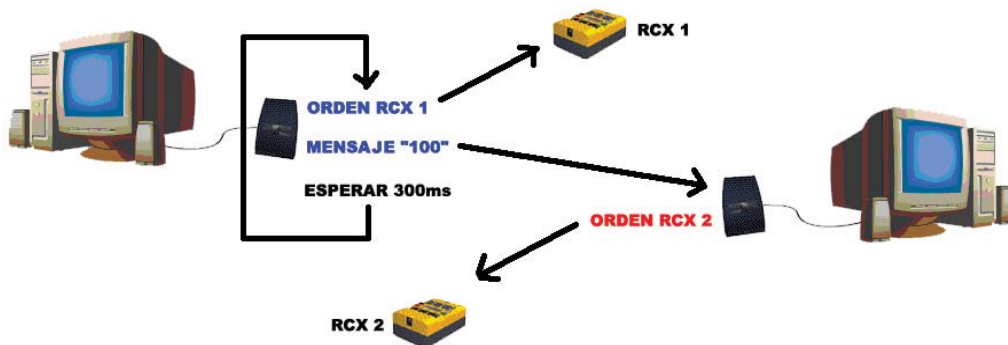 RCX 1
ORDEN RCX 1
MENSAJE "100"
ESPERAR 300ms
ORDEN RCX 2
RCX 2